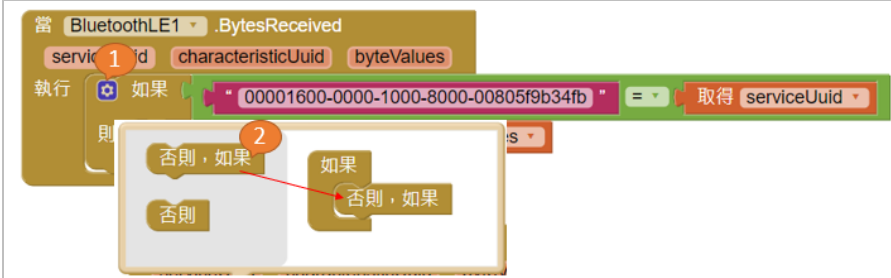 當 BluetoothLE1 .BytesReceived
characteristicUuid byteValues
1
執行 如果 " 00001600-0000-1000-8000-00805f9b34fb " = 取得 serviceUuid
則
2
否則，如果 如果
否則，如果
否則